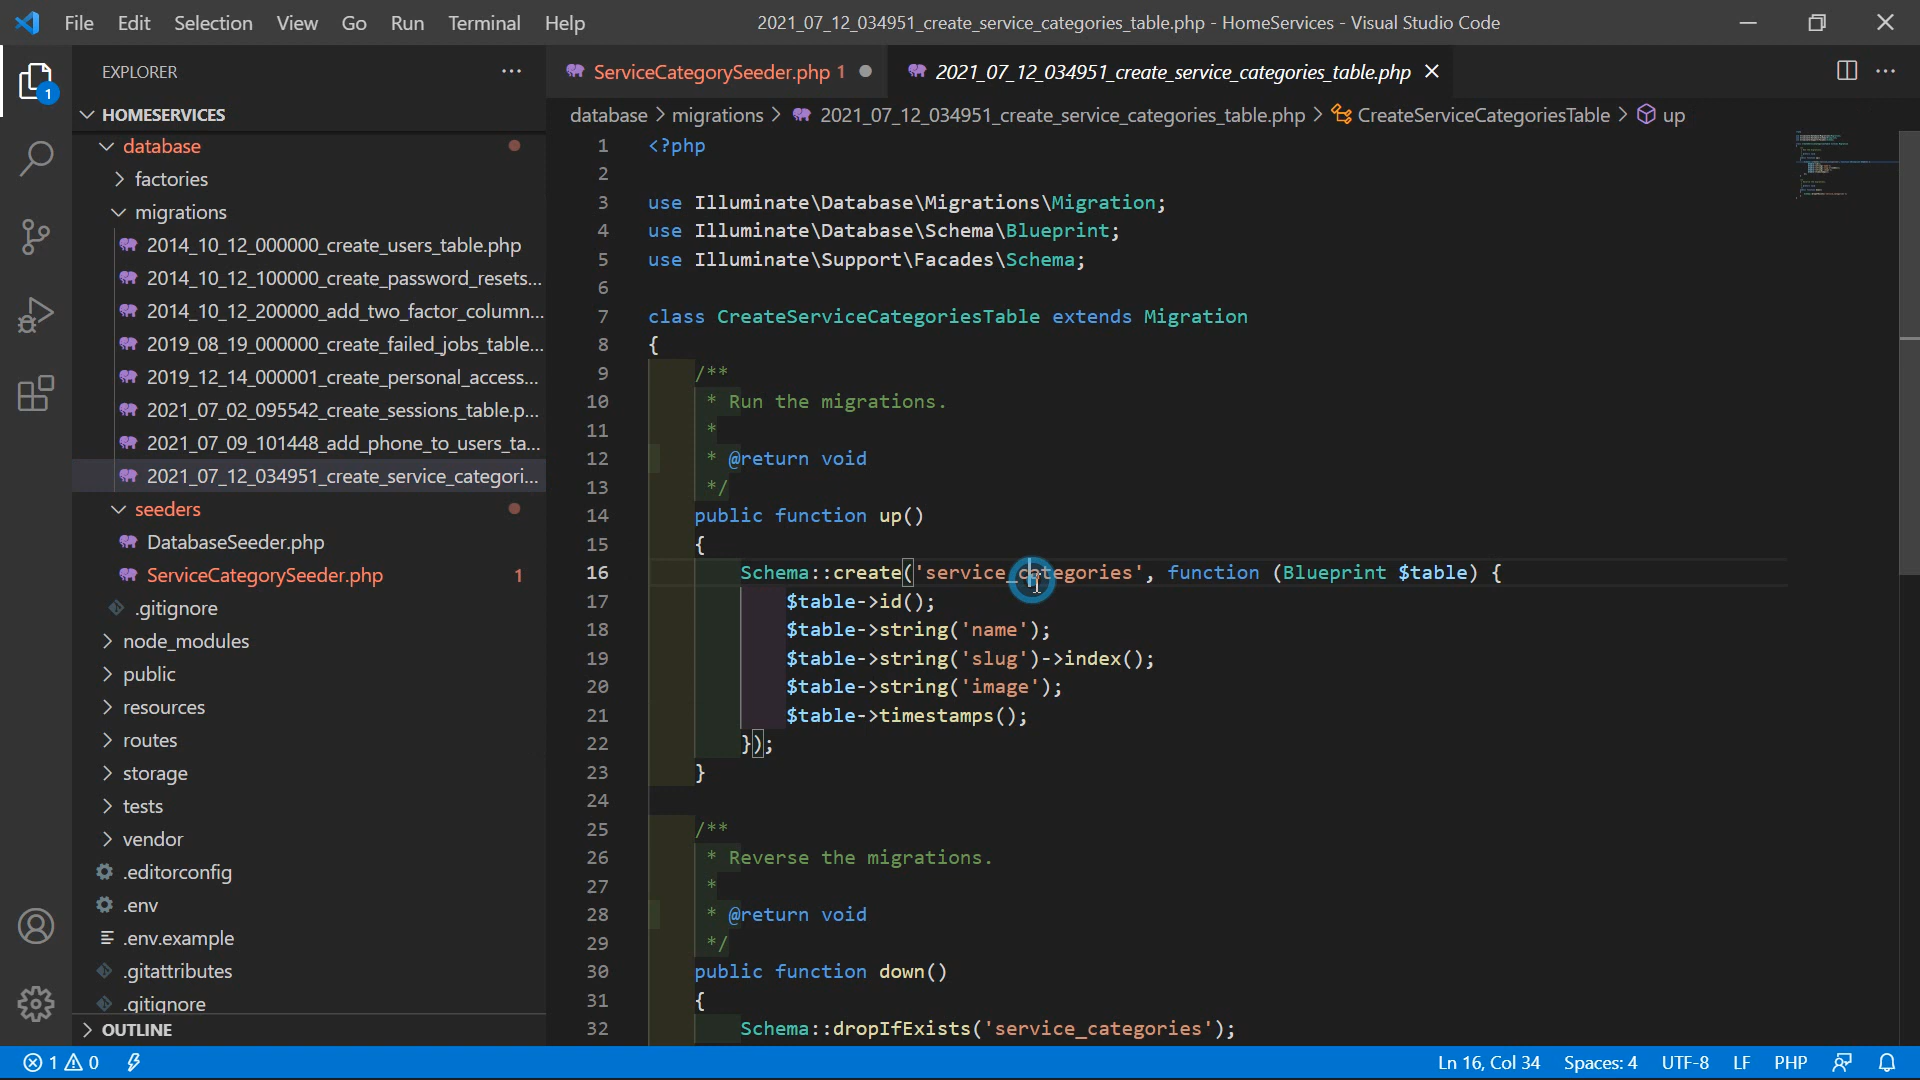 File Edit Selection View Go Run Terminal Help 2021_07_12_034951_create_service_categories_table.php - HomeServices - Visual Studio Code
EXPLORER
HOMESERVICES
database
factories
migrations
2014_10_12_000000_create_users_table.php
2014_10_12_100000_create_password_resets...
2014_10_12_200000_add_two_factor_column...
2019_08_19_000000_create_failed_jobs_table...
2019_12_14_000001_create_personal_access...
2021_07_02_095542_create_sessions_table.p...
2021_07_09_101448_add_phone_to_users_ta...
2021_07_12_034951_create_service_categori...
seeders
DatabaseSeeder.php
ServiceCategorySeeder.php 1
.gitignore
node_modules
public
resources
routes
storage
tests
vendor
.editorconfig
.env
.env.example
.gitattributes
.gitignore
OUTLINE
1
ServiceCategorySeeder.php 1 2021_07_12_034951_create_service_categories_table.php
database > migrations > 2021_07_12_034951_create_service_categories_table.php > CreateServiceCategoriesTable > up
1 <?php
2
3 use Illuminate\Database\Migrations\Migration;
4 use Illuminate\Database\Schema\Blueprint;
5 use Illuminate\Support\Facades\Schema;
6
7 class CreateServiceCategoriesTable extends Migration
8 {
9 /**
10 * Run the migrations.
11 *
12 * @return void
13 */
14 public function up()
15 {
16 Schema::create('service_categories', function (Blueprint $table) {
17 $table->id();
18 $table->string('name');
19 $table->string('slug')->index();
20 $table->string('image');
21 $table->timestamps();
22 });
23 }
24
25 /**
26 * Reverse the migrations.
27 *
28 * @return void
29 */
30 public function down()
31 {
32 Schema::dropIfExists('service_categories');
1 0 Ln 16, Col 34 Spaces: 4 UTF-8 LF PHP